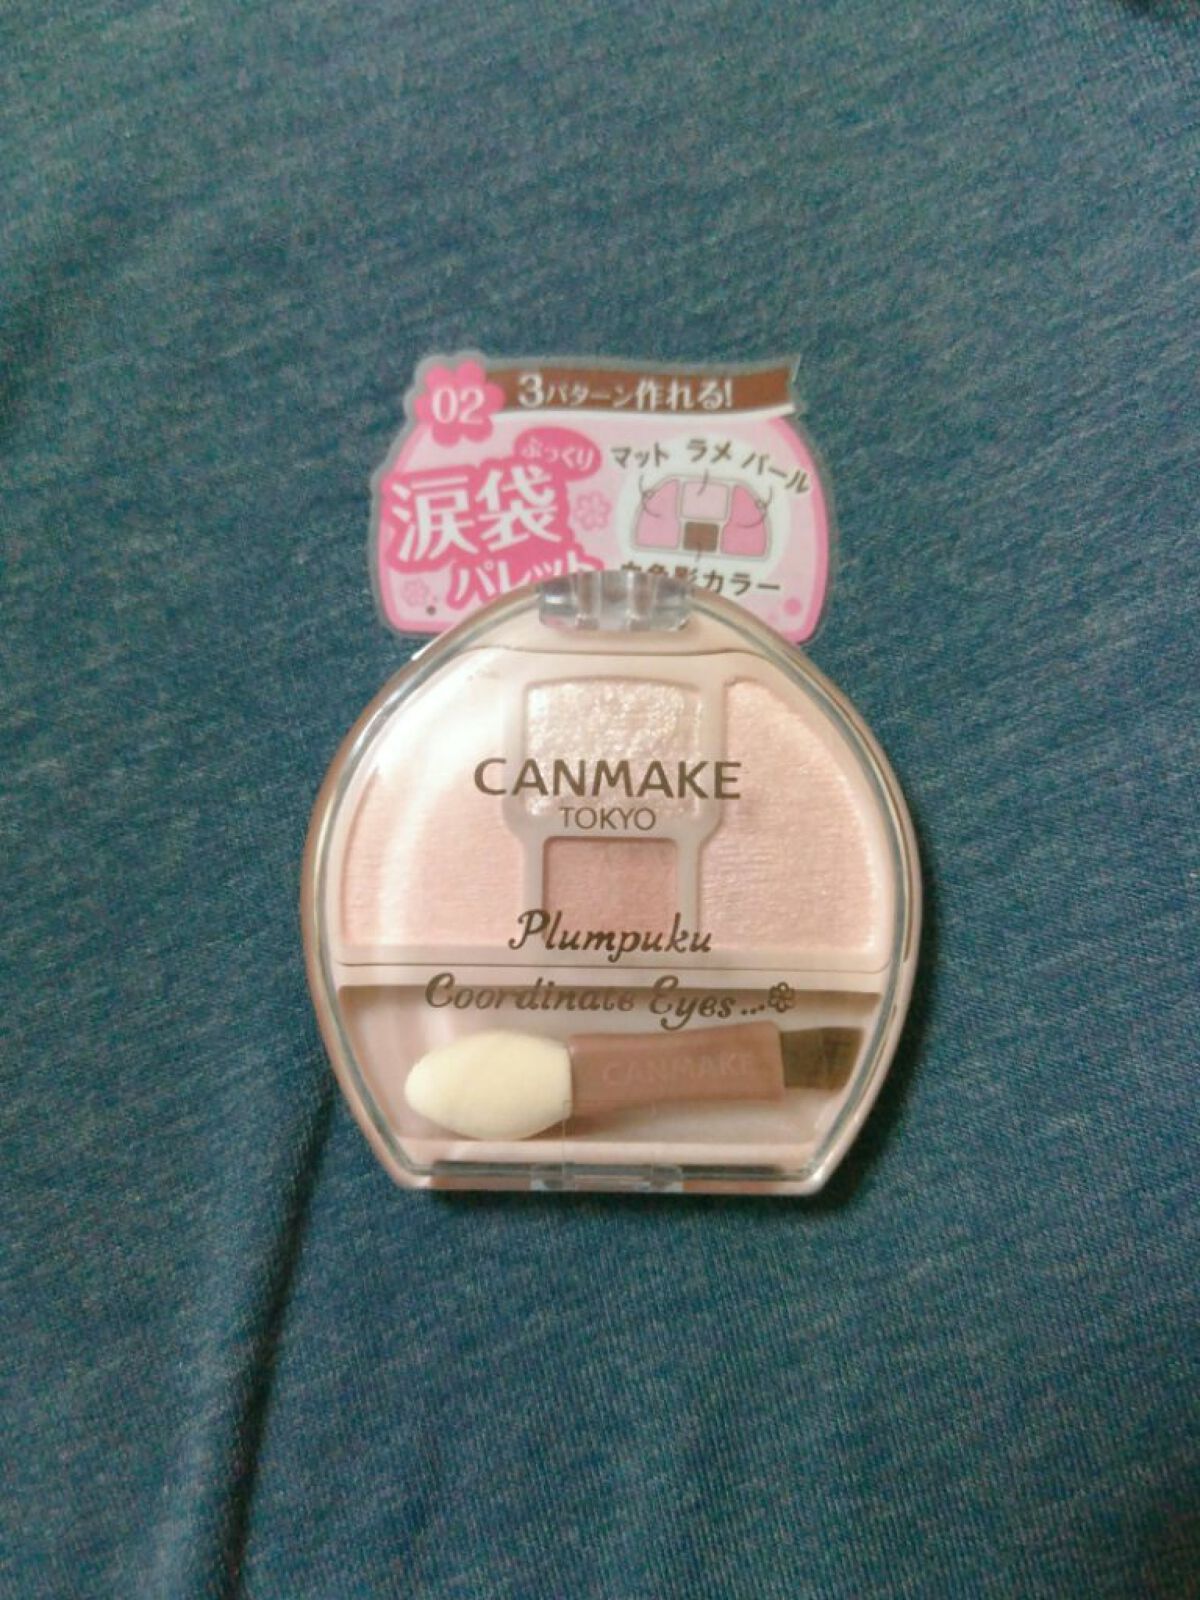 02
3パターン作れる!
ぷっくり
涙袋
パレット
マット ラメ パール
カラー
CANMAKE
TOKYO
Plumpuku
Coordinate Eyes...
CANMAKE